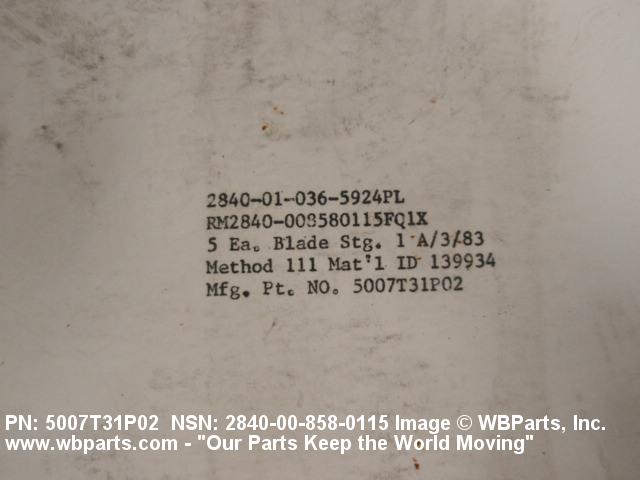 2840-01-036-5924PL
RM2840-008580115FQ1X
5 Ea. Blade Stg. 1 A/3/83
Method 111 Mat'l ID 139934
Mfg. Pt. NO. 5007T31P02
PN: 5007T31P02 NSN: 2840-00-858-0115 Image © WBParts, Inc.
www.wbparts.com - "Our Parts Keep the World Moving"